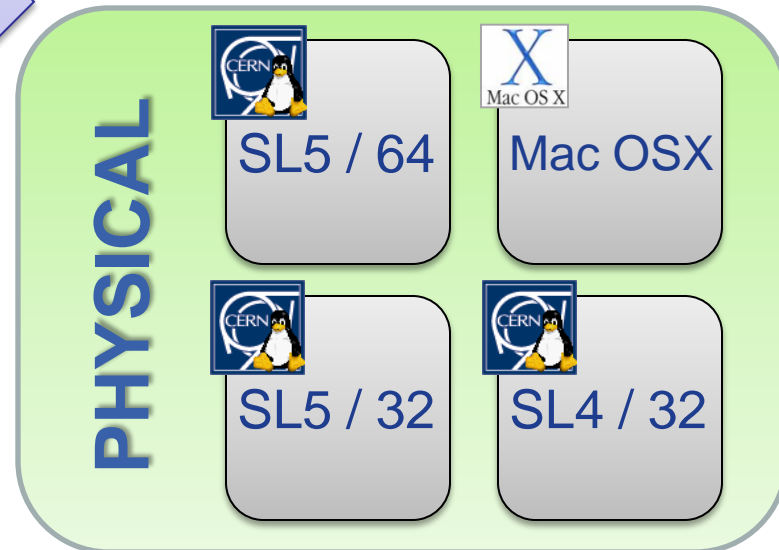 PHYSICAL
CERN
SL5 / 64
Mac OS X
Mac OSX
CERN
SL5 / 32
CERN
SL4 / 32